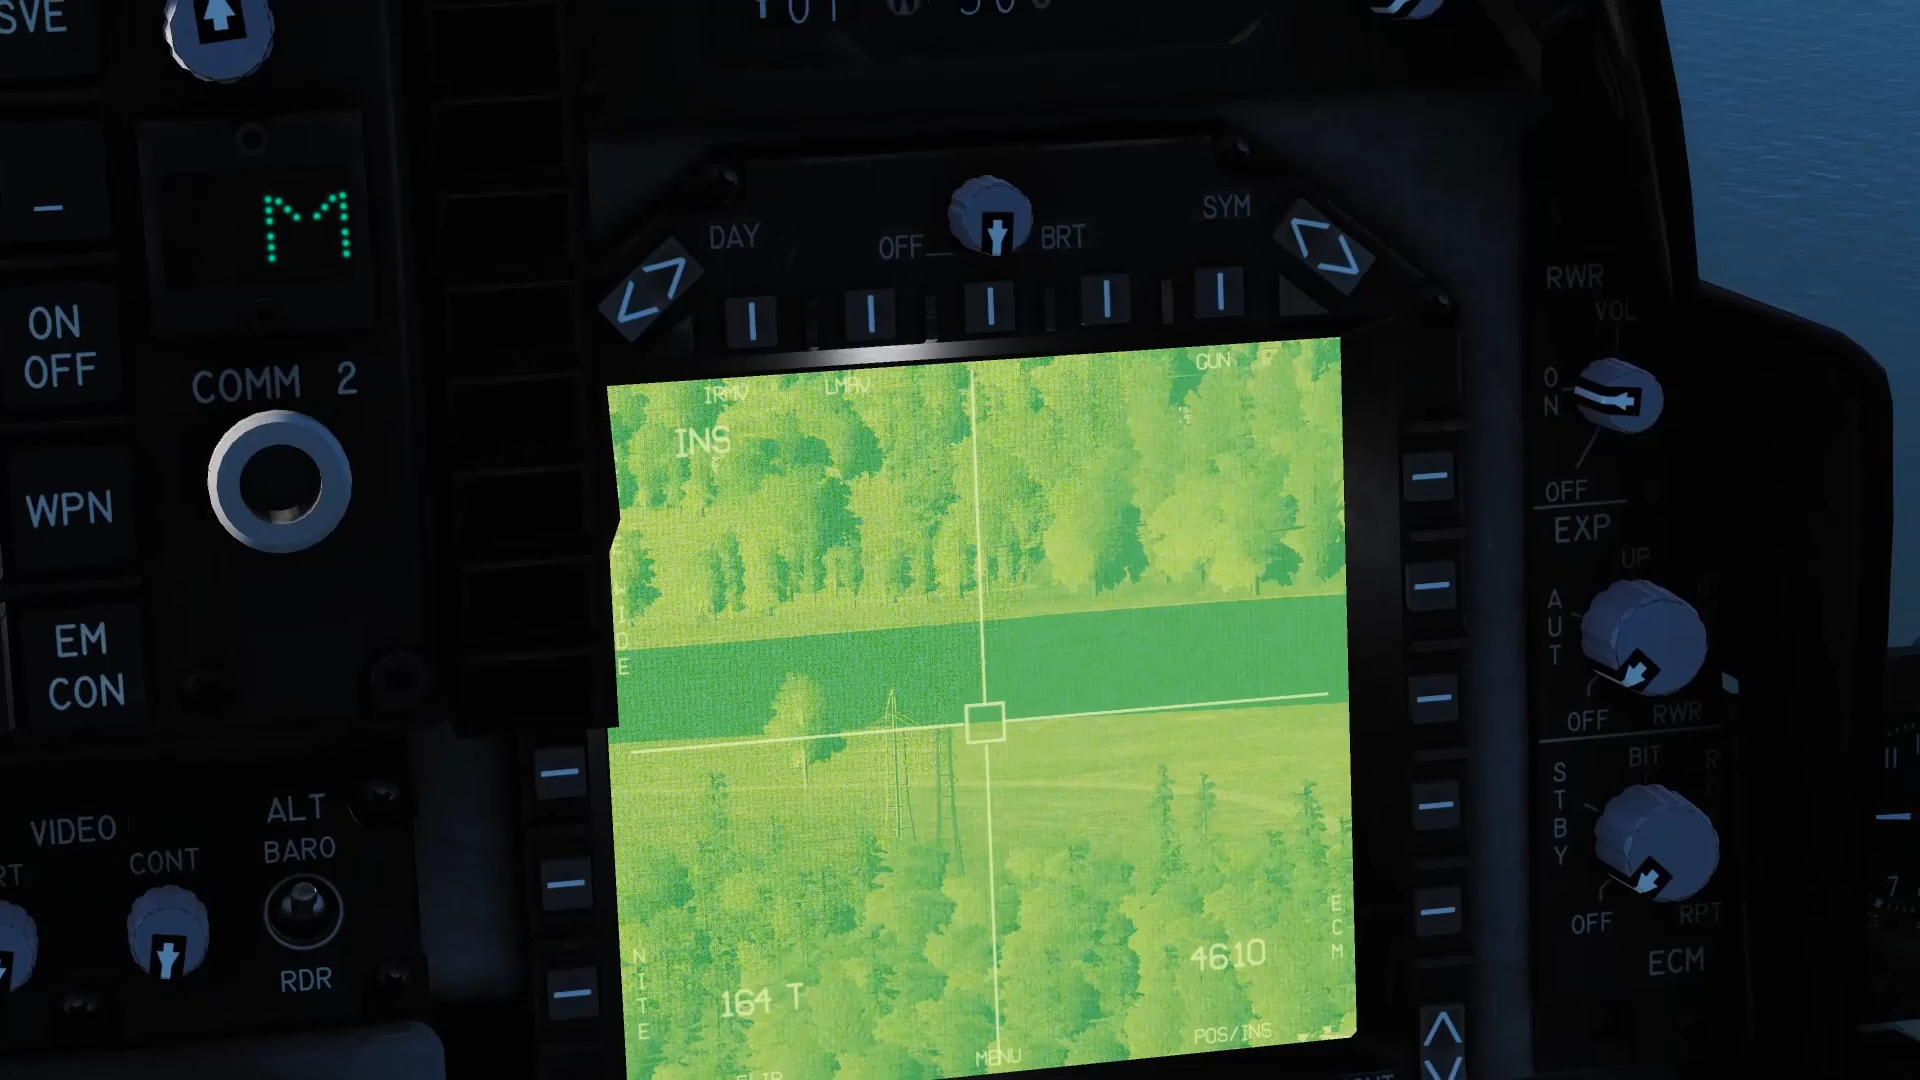 SVE
M
ON
OFF
COMM 2
WPN
EM
CON
VIDEO
CONT
ALT
BARO
RDR
DAY
OFF
BRT
SYM
IRMV
LMAV
GUN
INS
NITE
164 T
4610
ECM
POS/INS
MENU
RWR
VOL
ON
OFF
EXP
UP
AUT
OFF
RWR
BIT
STBY
OFF
RPT
ECM